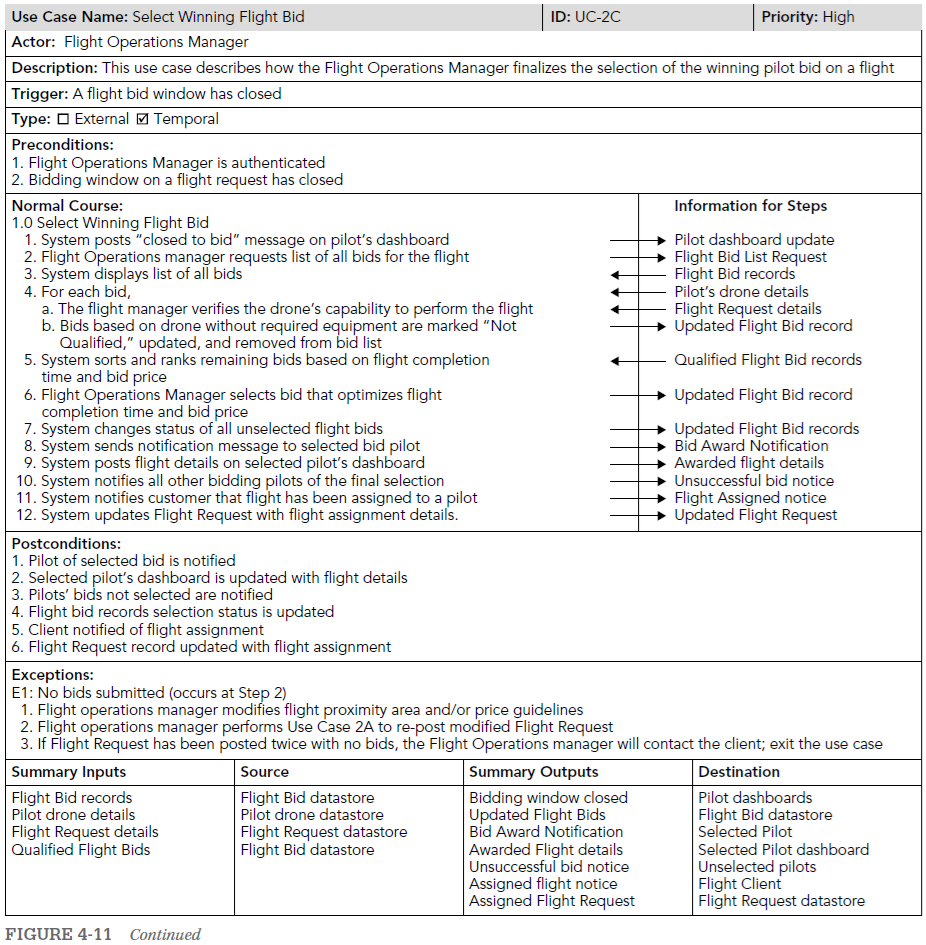 Use Case Name: Select Winning Flight Bid ID: UC-2C Priority: High
Actor: Flight Operations Manager
Description: This use case describes how the Flight Operations Manager finalizes the selection of the winning pilot bid on a flight
Trigger: A flight bid window has closed
Type: ☐ External ☑ Temporal
Preconditions:
1. Flight Operations Manager is authenticated
2. Bidding window on a flight request has closed
Normal Course: Information for Steps
1.0 Select Winning Flight Bid
1. System posts “closed to bid” message on pilot’s dashboard → Pilot dashboard update
2. Flight Operations manager requests list of all bids for the flight → Flight Bid List Request
3. System displays list of all bids ← Flight Bid records
4. For each bid, ← Pilot’s drone details
a. The flight manager verifies the drone’s capability to perform the flight ← Flight Request details
b. Bids based on drone without required equipment are marked “Not → Updated Flight Bid record
Qualified,” updated, and removed from bid list
5. System sorts and ranks remaining bids based on flight completion ← Qualified Flight Bid records
time and bid price
6. Flight Operations Manager selects bid that optimizes flight → Updated Flight Bid record
completion time and bid price
7. System changes status of all unselected flight bids → Updated Flight Bid records
8. System sends notification message to selected bid pilot → Bid Award Notification
9. System posts flight details on selected pilot’s dashboard → Awarded flight details
10. System notifies all other bidding pilots of the final selection → Unsuccessful bid notice
11. System notifies customer that flight has been assigned to a pilot → Flight Assigned notice
12. System updates Flight Request with flight assignment details. → Updated Flight Request
Postconditions:
1. Pilot of selected bid is notified
2. Selected pilot’s dashboard is updated with flight details
3. Pilots’ bids not selected are notified
4. Flight bid records selection status is updated
5. Client notified of flight assignment
6. Flight Request record updated with flight assignment
Exceptions:
E1: No bids submitted (occurs at Step 2)
1. Flight operations manager modifies flight proximity area and/or price guidelines
2. Flight operations manager performs Use Case 2A to re-post modified Flight Request
3. If Flight Request has been posted twice with no bids, the Flight Operations manager will contact the client; exit the use case
Summary Inputs Source Summary Outputs Destination
Flight Bid records Flight Bid datastore Bidding window closed Pilot dashboards
Pilot drone details Pilot drone datastore Updated Flight Bids Flight Bid datastore
Flight Request details Flight Request datastore Bid Award Notification Selected Pilot
Qualified Flight Bids Flight Bid datastore Awarded Flight details Selected Pilot dashboard
Unsuccessful bid notice Unselected pilots
Assigned flight notice Flight Client
Assigned Flight Request Flight Request datastore
FIGURE 4-11 Continued